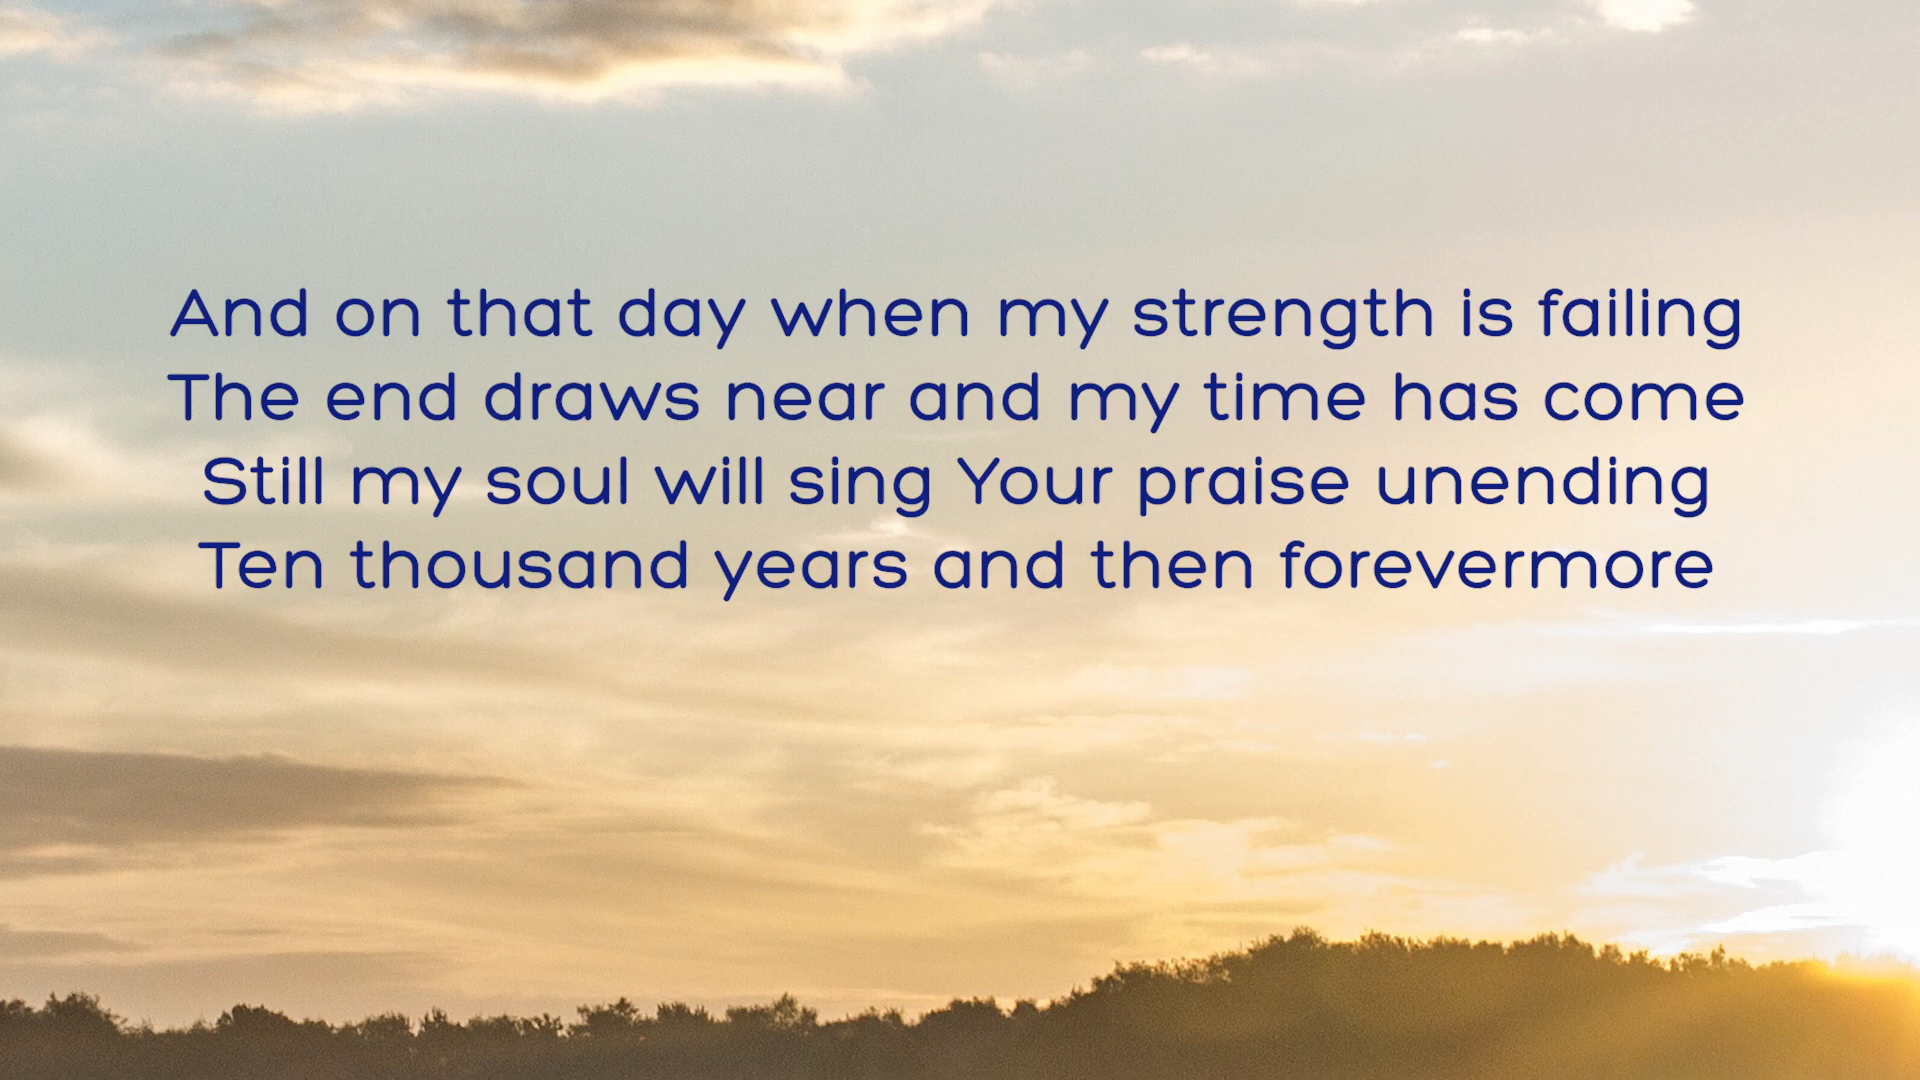 And on that day when my strength is failing
The end draws near and my time has come
Still my soul will sing Your praise unending
Ten thousand years and then forevermore